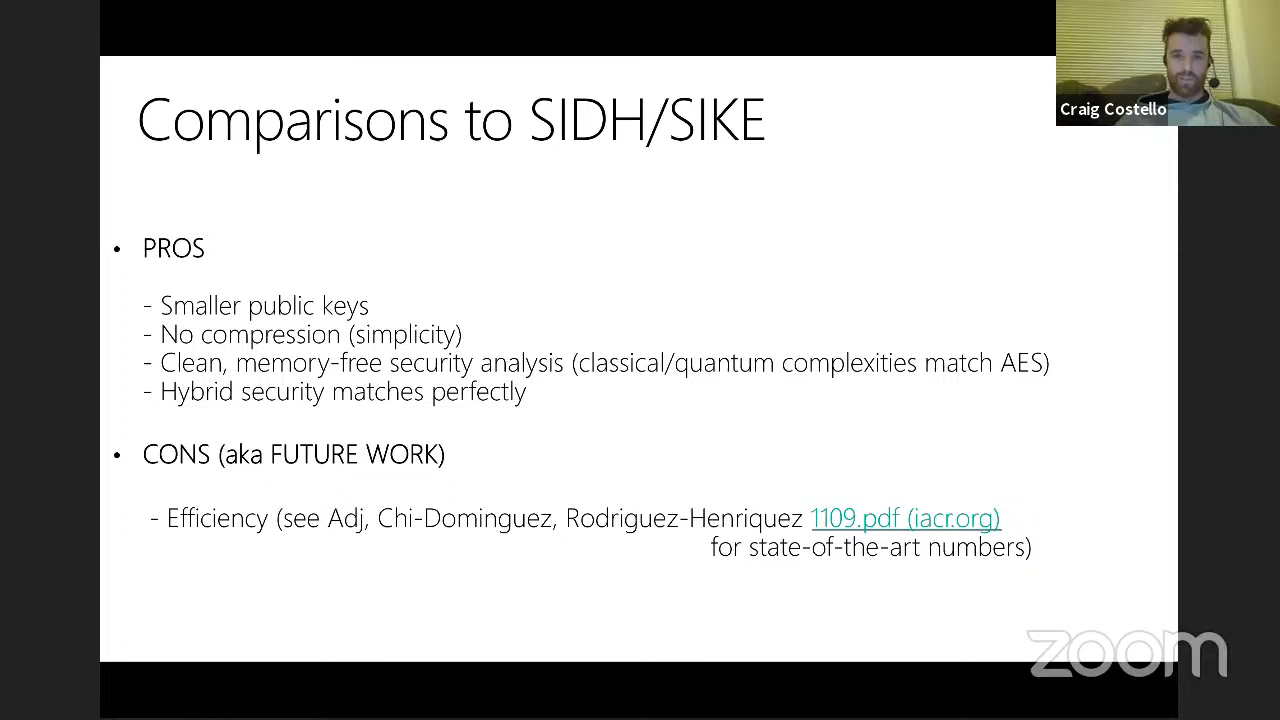 Comparisons to SIDH/SIKE
Craig Costello
• PROS
- Smaller public keys
- No compression (simplicity)
- Clean, memory-free security analysis (classical/quantum complexities match AES)
- Hybrid security matches perfectly
• CONS (aka FUTURE WORK)
- Efficiency (see Adj, Chi-Dominguez, Rodriguez-Henriquez 1109.pdf (iacr.org)
for state-of-the-art numbers)
zoom